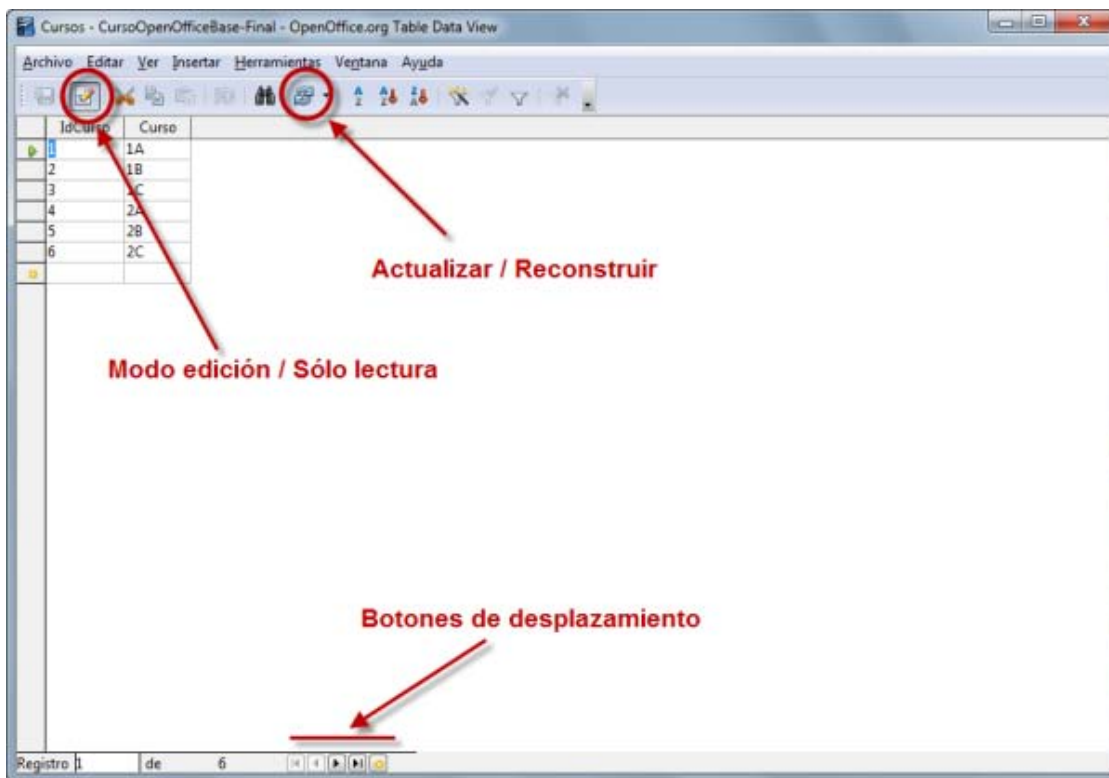 Cursos - CursoOpenOfficeBase-Final - OpenOffice.org Table Data View
Archivo Editar Ver Insertar Herramientas Ventana Ayuda
IdCurso Curso
1 1A
2 1B
3 1C
4 2A
5 2B
6 2C
Actualizar / Reconstruir
Modo edición / Sólo lectura
Botones de desplazamiento
Registro 1 de 6